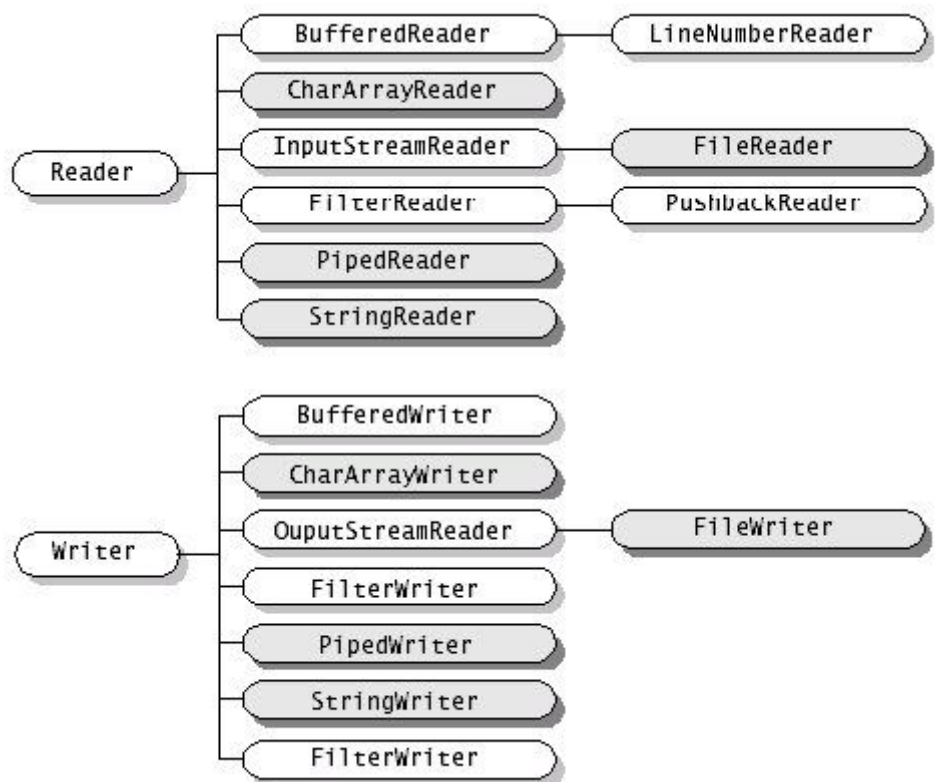 BufferedReader LineNumberReader
CharArrayReader
InputStreamReader FileReader
Reader
FilterReader PushbackReader
PipedReader
StringReader
BufferedWriter
CharArrayWriter
OuputStreamReader FileWriter
Writer
FilterWriter
PipedWriter
StringWriter
FilterWriter